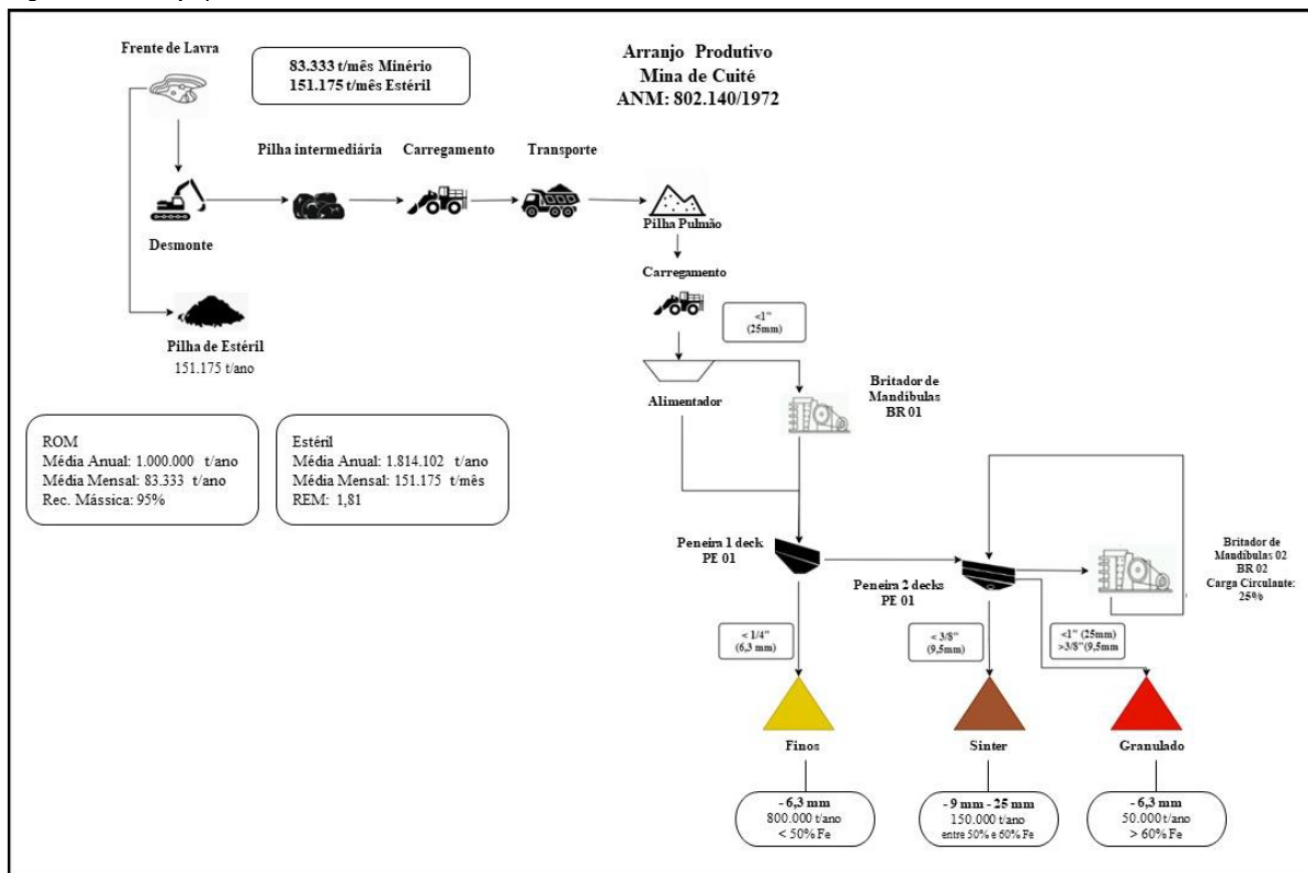 Frente de Lavra
83.333 t/mês Minério
151.175 t/mês Estéril
Arranjo Produtivo
Mina de Cuité
ANM: 802.140/1972
Pilha intermediária
Carregamento
Transporte
Desmonte
Pilha Pulmão
Carregamento
<1"
(25mm)
Pilha de Estéril
151.175 t/ano
Alimentador
Britador de
Mandíbulas
BR 01
ROM
Média Anual: 1.000.000 t/ano
Média Mensal: 83.333 t/ano
Rec. Mássica: 95%
Estéril
Média Anual: 1.814.102 t/ano
Média Mensal: 151.175 t/mês
REM: 1,81
Peneira 1 deck
PE 01
Peneira 2 decks
PE 01
Britador de
Mandíbulas 02
BR 02
Carga Circulante:
25%
< 1/4"
(6,3 mm)
< 3/8"
(9,5mm)
<1" (25mm)
>3/8"(9,5mm
Finos
Sinter
Granulado
- 6,3 mm
800.000 t/ano
< 50% Fe
- 9 mm - 25 mm
150.000 t/ano
entre 50% e 60% Fe
- 6,3 mm
50.000 t/ano
> 60% Fe